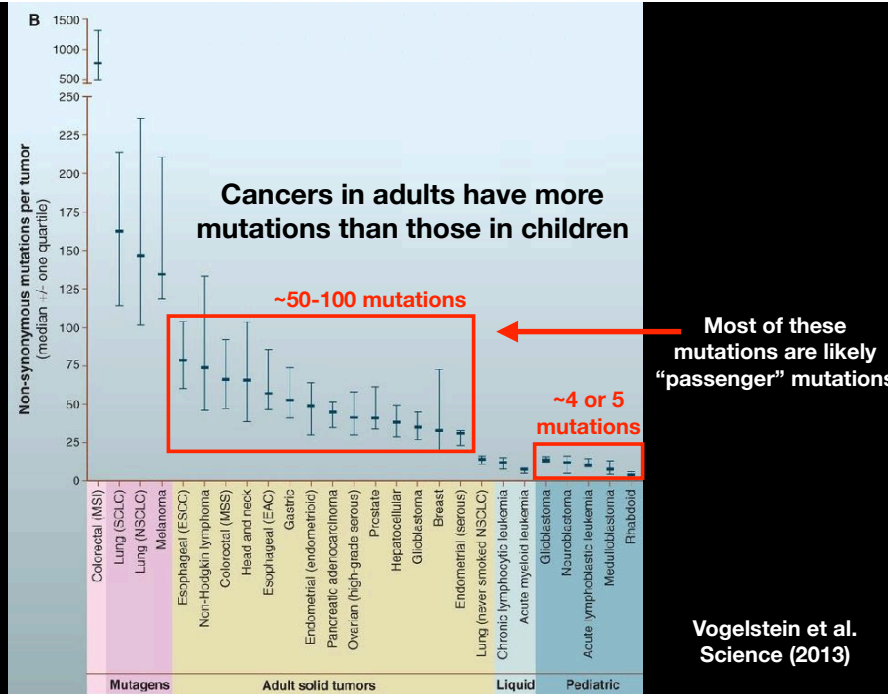 B
1500
1000
500
250
225
200
175
150
125
100
75
50
25
0
Non-synonymous mutations per tumor
(median +/- one quartile)
Cancers in adults have more
mutations than those in children
~50-100 mutations
Most of these
mutations are likely
“passenger” mutations
~4 or 5
mutations
Colorectal (MSI)
Lung (SCLC)
Lung (NSCLC)
Melanoma
Esophageal (ESCC)
Non-Hodgkin lymphoma
Colorectal (MSS)
Head and neck
Esophageal (EAC)
Gastric
Endometrial (endometrioid)
Pancreatic adenocarcinoma
Ovarian (high-grade serous)
Prostate
Hepatocellular
Glioblastoma
Breast
Endometrial (serous)
Lung (never smoked NSCLC)
Chronic lymphocytic leukemia
Acute myeloid leukemia
Glioblastoma
Neuroblastoma
Acute lymphoblastic leukemia
Medulloblastoma
Rhabdoid
Mutagens
Adult solid tumors
Liquid
Pediatric
Vogelstein et al.
Science (2013)